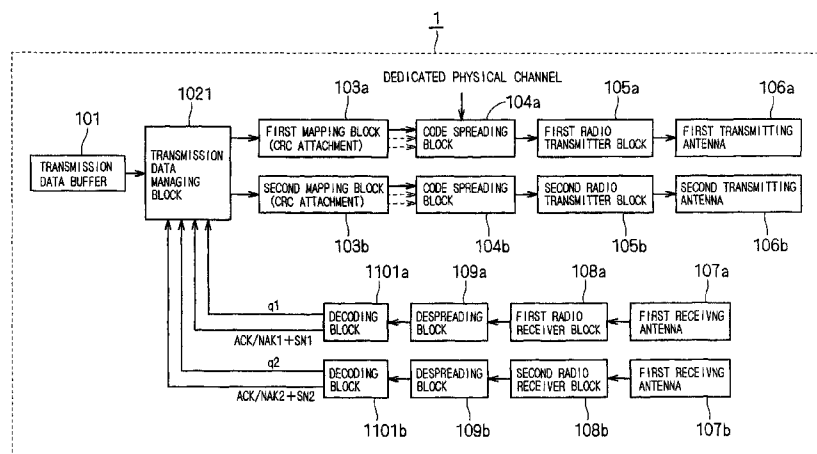 1
DEDICATED PHYSICAL CHANNEL
101
1021
103a
104a
105a
106a
TRANSMISSION
DATA BUFFER
TRANSMISSION
DATA
MANAGING
BLOCK
FIRST MAPPING BLOCK
(CRC ATTACHMENT)
CODE SPREADING
BLOCK
FIRST RADIO
TRANSMITTER BLOCK
FIRST TRANSMITTING
ANTENNA
SECOND MAPPING BLOCK
(CRC ATTACHMENT)
CODE SPREADING
BLOCK
SECOND RADIO
TRANSMITTER BLOCK
SECOND TRANSMITTING
ANTENNA
103b
104b
105b
106b
1101a
109a
108a
107a
q1
ACK/NAK1+SN1
DECODING
BLOCK
DESPREADING
BLOCK
FIRST RADIO
RECEIVER BLOCK
FIRST RECEIVNG
ANTENNA
q2
ACK/NAK2+SN2
DECODING
BLOCK
DESPREADING
BLOCK
SECOND RADIO
RECEIVER BLOCK
FIRST RECEIVNG
ANTENNA
1101b
109b
108b
107b